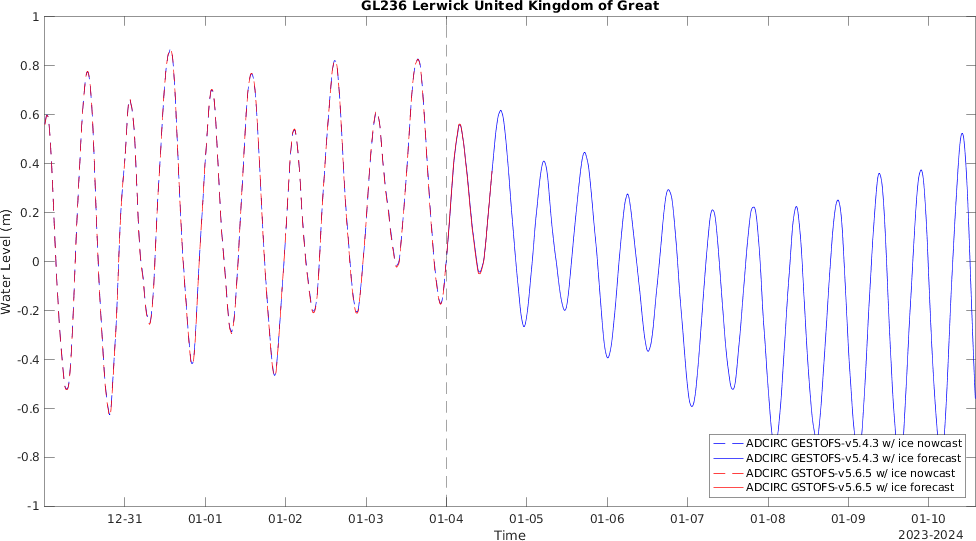 GL236 Lerwick United Kingdom of Great
1
0.8
0.6
0.4
0.2
0
-0.2
-0.4
-0.6
-0.8
-1
Water Level (m)
ADCIRC GESTOFS-v5.4.3 w/ ice nowcast
ADCIRC GESTOFS-v5.4.3 w/ ice forecast
ADCIRC GSTOFS-v5.6.5 w/ ice nowcast
ADCIRC GSTOFS-v5.6.5 w/ ice forecast
12-31 01-01 01-02 01-03 01-04 01-05 01-06 01-07 01-08 01-09 01-10
Time
2023-2024